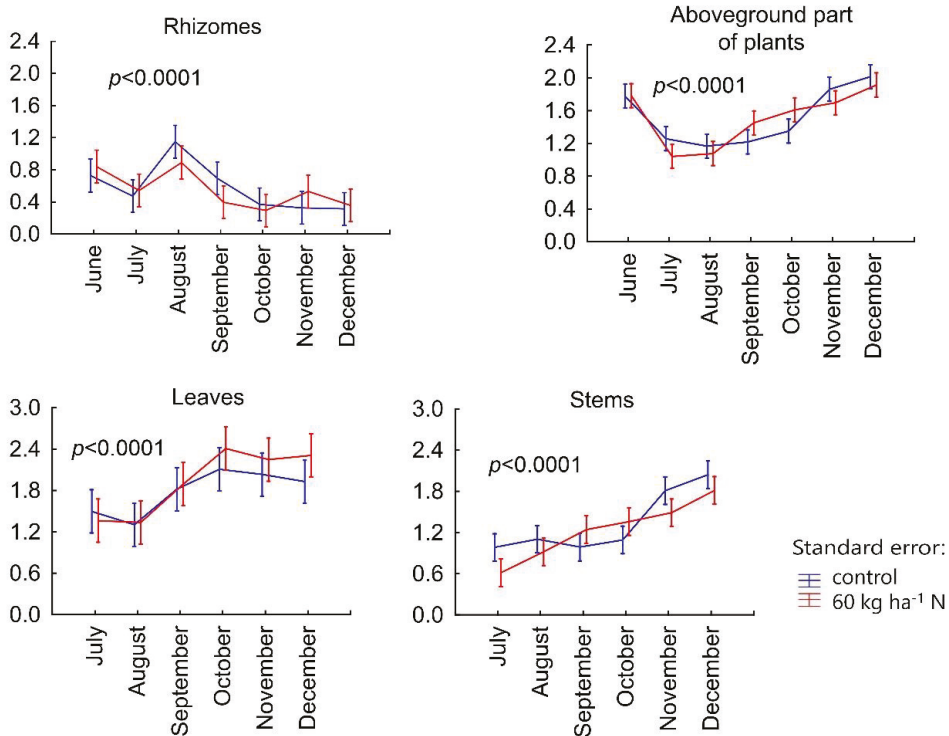 Rhizomes
2.4
2.0
1.6
1.2
0.8
0.4
0.0
p<0.0001
June
July
August
September
October
November
December
Aboveground part
of plants
2.4
2.0
1.6
1.2
0.8
0.4
0.0
p<0.0001
June
July
August
September
October
November
December
Leaves
3.0
2.4
1.8
1.2
0.6
0.0
p<0.0001
July
August
September
October
November
December
Stems
3.0
2.4
1.8
1.2
0.6
0.0
p<0.0001
July
August
September
October
November
December
Standard error:
control
60 kg ha⁻¹ N